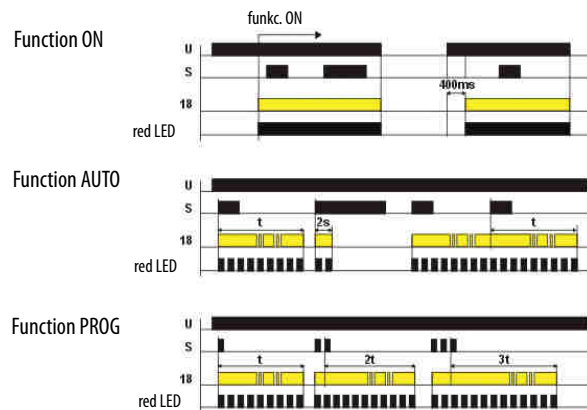 funkc. ON
Function ON
U
S
400ms
18
red LED
Function AUTO
U
S
t
2s
t
18
red LED
Function PROG
U
S
t
2t
3t
18
red LED